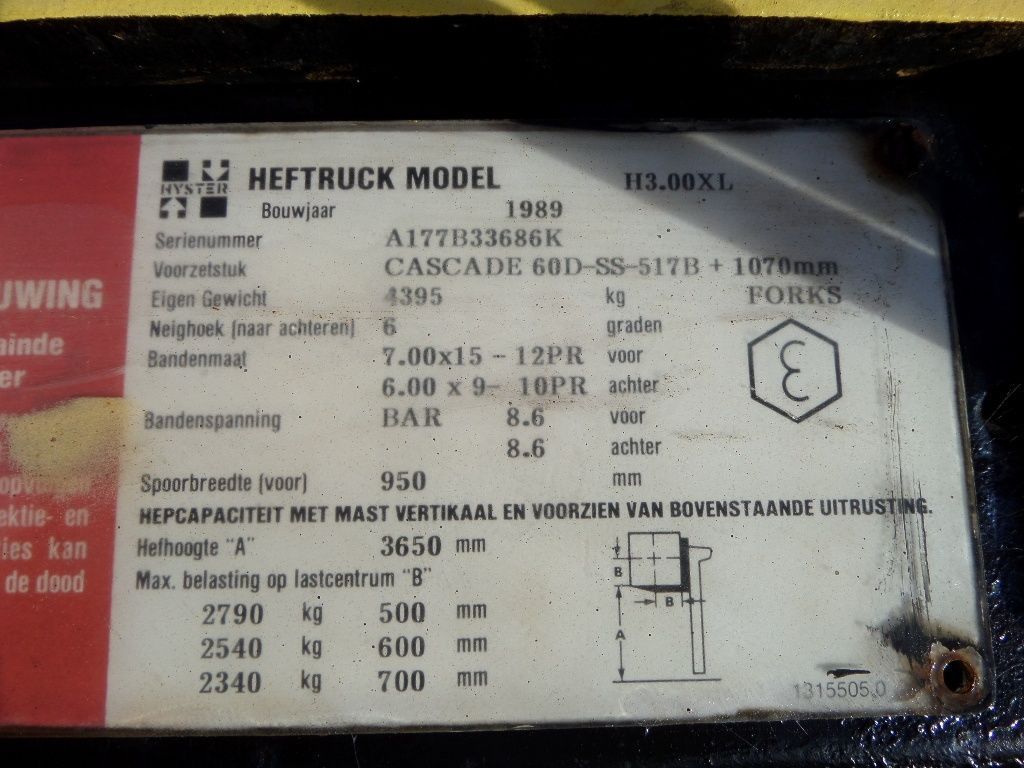 HYSTER HEFTRUCK MODEL H3.00XL
Bouwjaar 1989
Serienummer A177B33686K
Voorzetstuk CASCADE 60D-SS-517B + 1070mm
Eigen Gewicht 4395 kg FORKS
Neighoek (naar achteren) 6 graden
Bandenmaat 7.00x15 - 12PR voor
6.00 x 9- 10PR achter
Bandenspanning BAR 8.6 voor
8.6 achter
Spoorbreedte (voor) 950 mm
HEPCAPACITEIT MET MAST VERTIKAAL EN VOORZIEN VAN BOVENSTAANDE UITRUSTING.
Hefhoogte "A" 3650 mm
Max. belasting op lastcentrum "B"
2790 kg 500 mm
2540 kg 600 mm
2340 kg 700 mm
B
B
A
1315505.0
UWING
ainde
er
ektie- en
ies kan
de dood